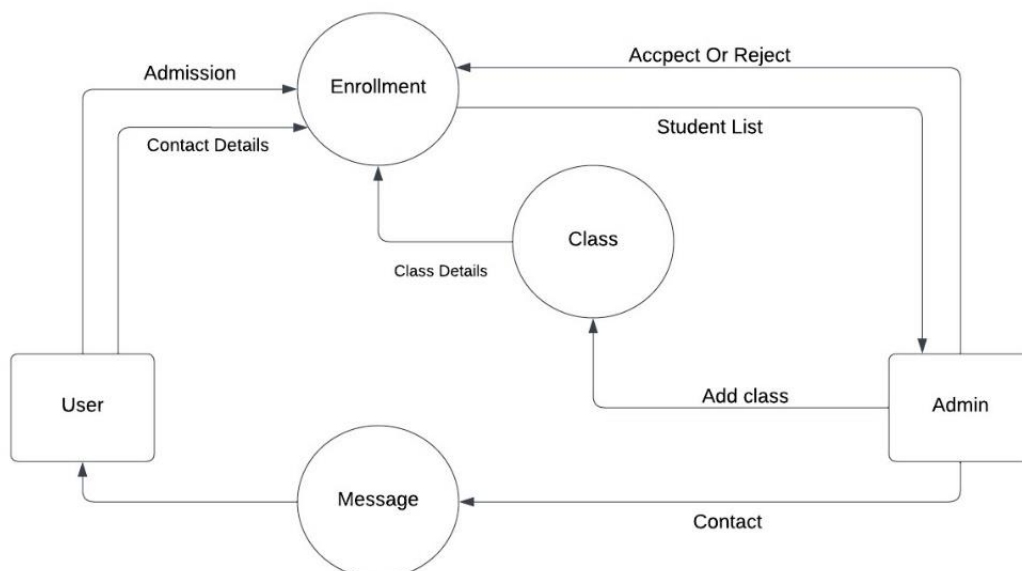 Accpect Or Reject
Admission
Enrollment
Student List
Contact Details
Class
Class Details
Add class
User
Admin
Message
Contact